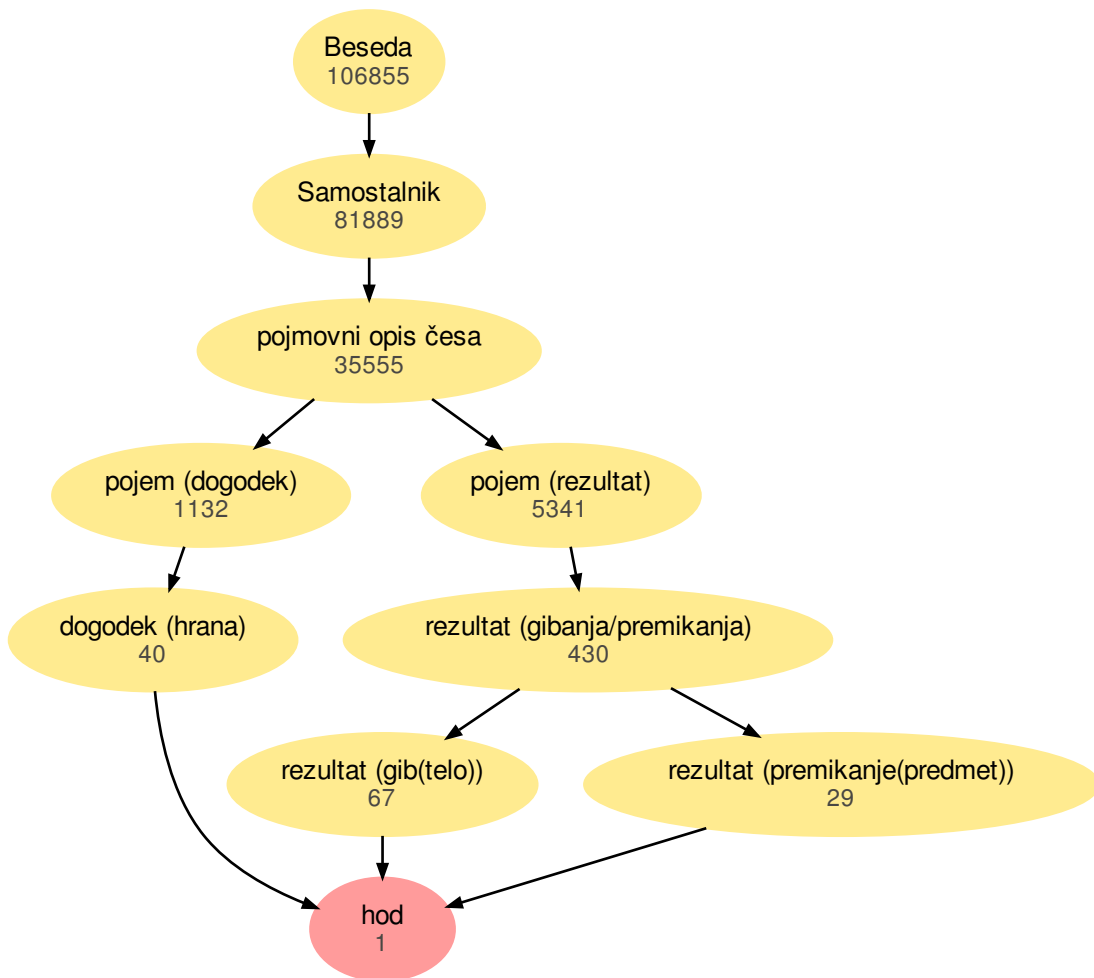 Beseda
106855
Samostalnik
81889
pojmovni opis česa
35555
pojem (dogodek)
1132
pojem (rezultat)
5341
dogodek (hrana)
40
rezultat (gibanja/premikanja)
430
rezultat (gib(telo))
67
rezultat (premikanje(predmet))
29
hod
1